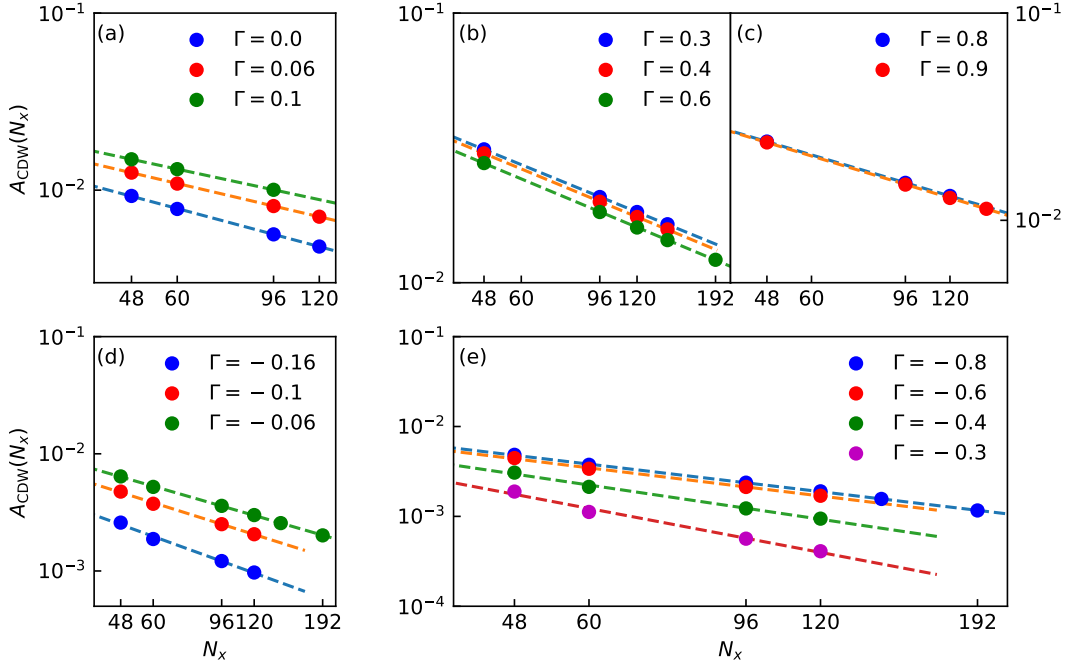 (a)
Γ = 0.0
Γ = 0.06
Γ = 0.1
10⁻¹
10⁻²
A_CDW(N_x)
48 60 96 120
(b)
Γ = 0.3
Γ = 0.4
Γ = 0.6
10⁻¹
10⁻²
48 60 96 120 192
(c)
Γ = 0.8
Γ = 0.9
10⁻¹
10⁻²
48 60 96 120
(d)
Γ = − 0.16
Γ = − 0.1
Γ = − 0.06
10⁻¹
10⁻²
10⁻³
A_CDW(N_x)
48 60 96 120 192
N_x
(e)
Γ = − 0.8
Γ = − 0.6
Γ = − 0.4
Γ = − 0.3
10⁻¹
10⁻²
10⁻³
10⁻⁴
48 60 96 120 192
N_x